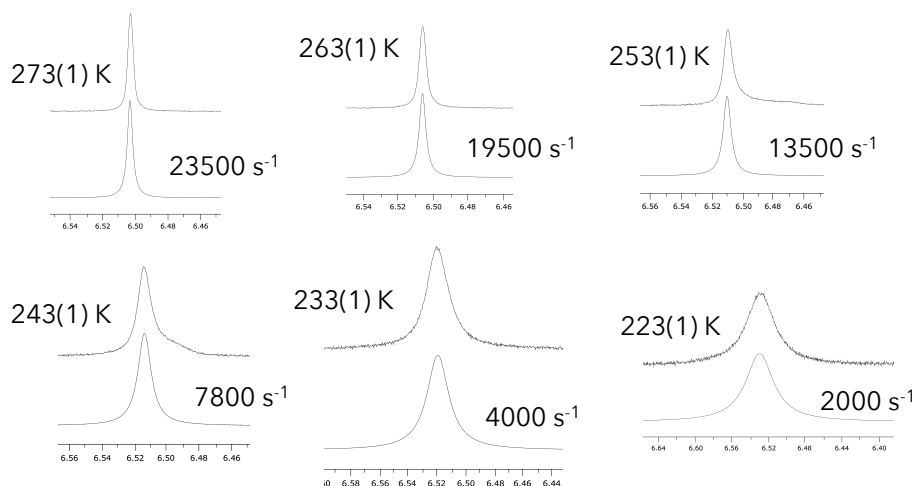 273(1) K
23500 s-1
6.54 6.52 6.50 6.48 6.46
263(1) K
19500 s-1
6.54 6.52 6.50 6.48 6.46
253(1) K
13500 s-1
6.56 6.54 6.52 6.50 6.48 6.46
243(1) K
7800 s-1
6.56 6.54 6.52 6.50 6.48 6.46
233(1) K
4000 s-1
6.58 6.56 6.54 6.52 6.50 6.48 6.46 6.44
223(1) K
2000 s-1
6.64 6.60 6.56 6.52 6.48 6.44 6.40